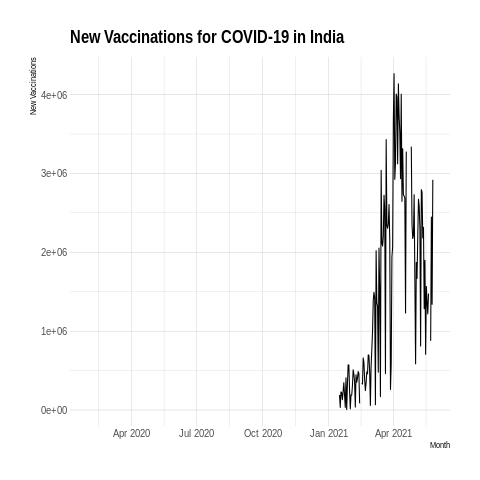 New Vaccinations for COVID-19 in India
New Vaccinations
4e+06
3e+06
2e+06
1e+06
0e+00
Apr 2020 Jul 2020 Oct 2020 Jan 2021 Apr 2021
Month